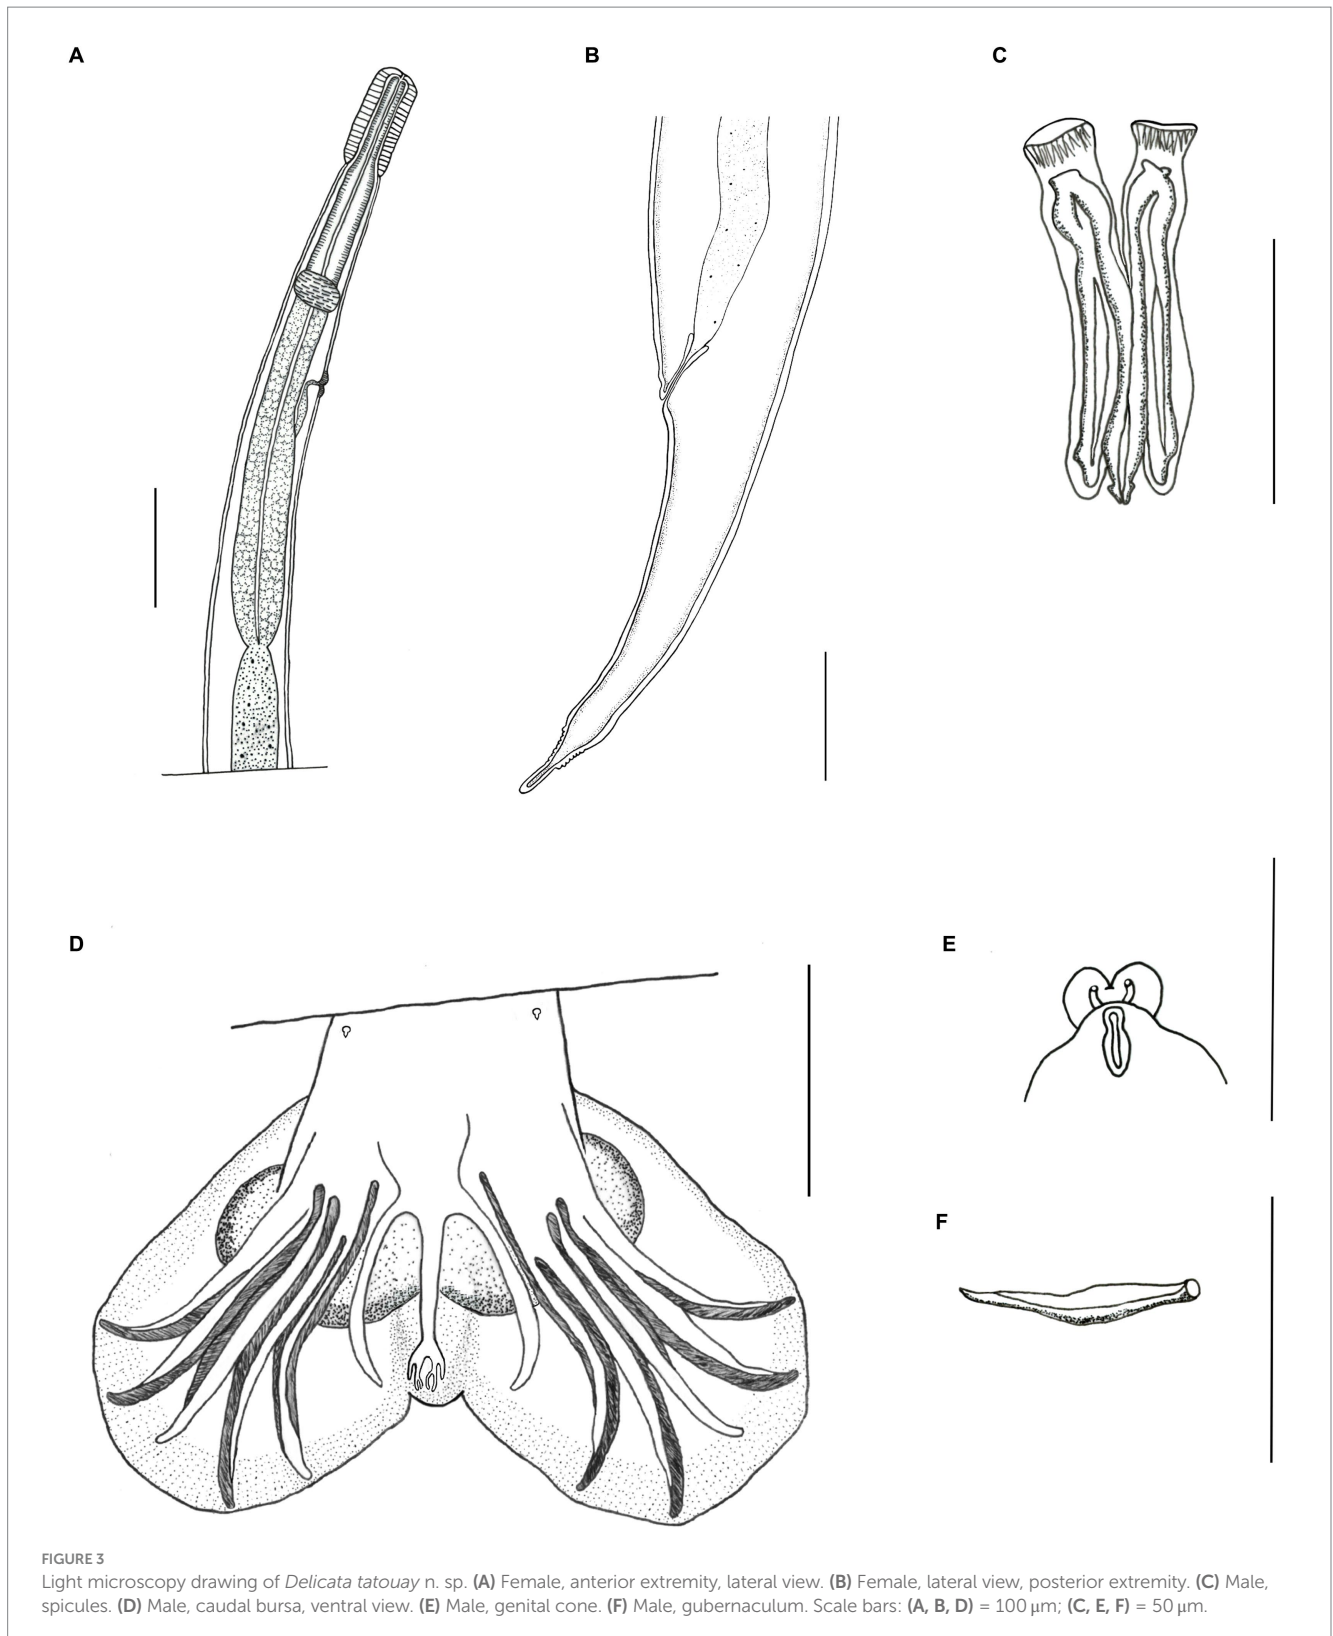 A
B
C
D
E
F
FIGURE 3
Light microscopy drawing of Delicata tatouay n. sp. (A) Female, anterior extremity, lateral view. (B) Female, lateral view, posterior extremity. (C) Male,
spicules. (D) Male, caudal bursa, ventral view. (E) Male, genital cone. (F) Male, gubernaculum. Scale bars: (A, B, D) = 100 μm; (C, E, F) = 50 μm.